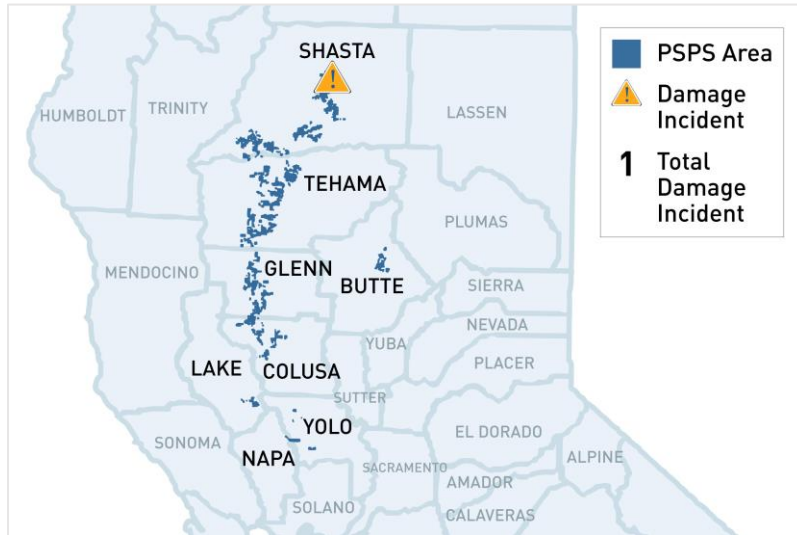 SHASTA
HUMBOLDT
TRINITY
LASSEN
TEHAMA
PLUMAS
MENDOCINO
GLENN
BUTTE
SIERRA
NEVADA
YUBA
PLACER
LAKE
COLUSA
SUTTER
YOLO
SONOMA
NAPA
EL DORADO
ALPINE
SACRAMENTO
AMADOR
SOLANO
CALAVERAS
PSPS Area
Damage
Incident
1 Total
Damage
Incident